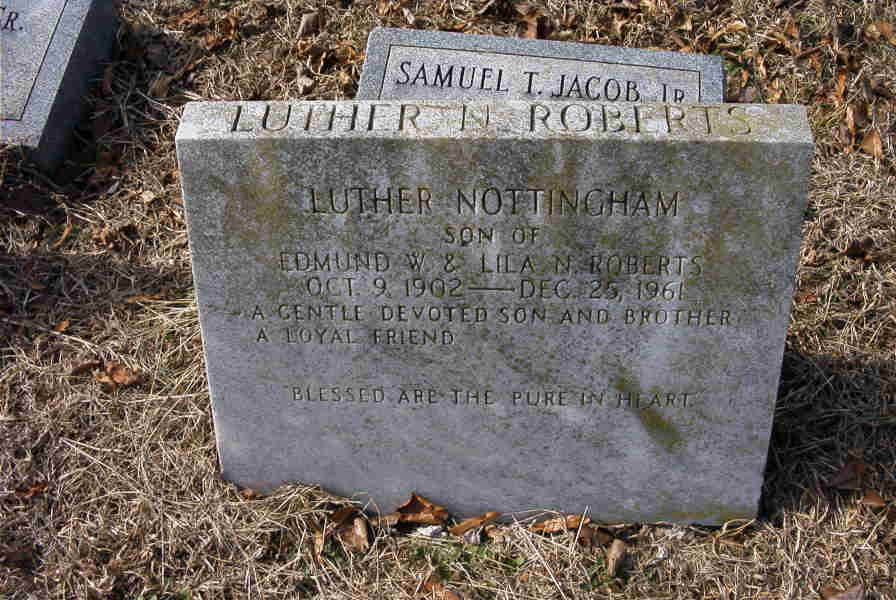 R.
SAMUEL T. JACOB, JR.
LUTHER N ROBERTS
LUTHER NOTTINGHAM
SON OF
EDMUND W. & LILA N. ROBERTS
OCT. 9, 1902 — DEC. 25, 1961
A GENTLE DEVOTED SON AND BROTHER
A LOYAL FRIEND
"BLESSED ARE THE PURE IN HEART"